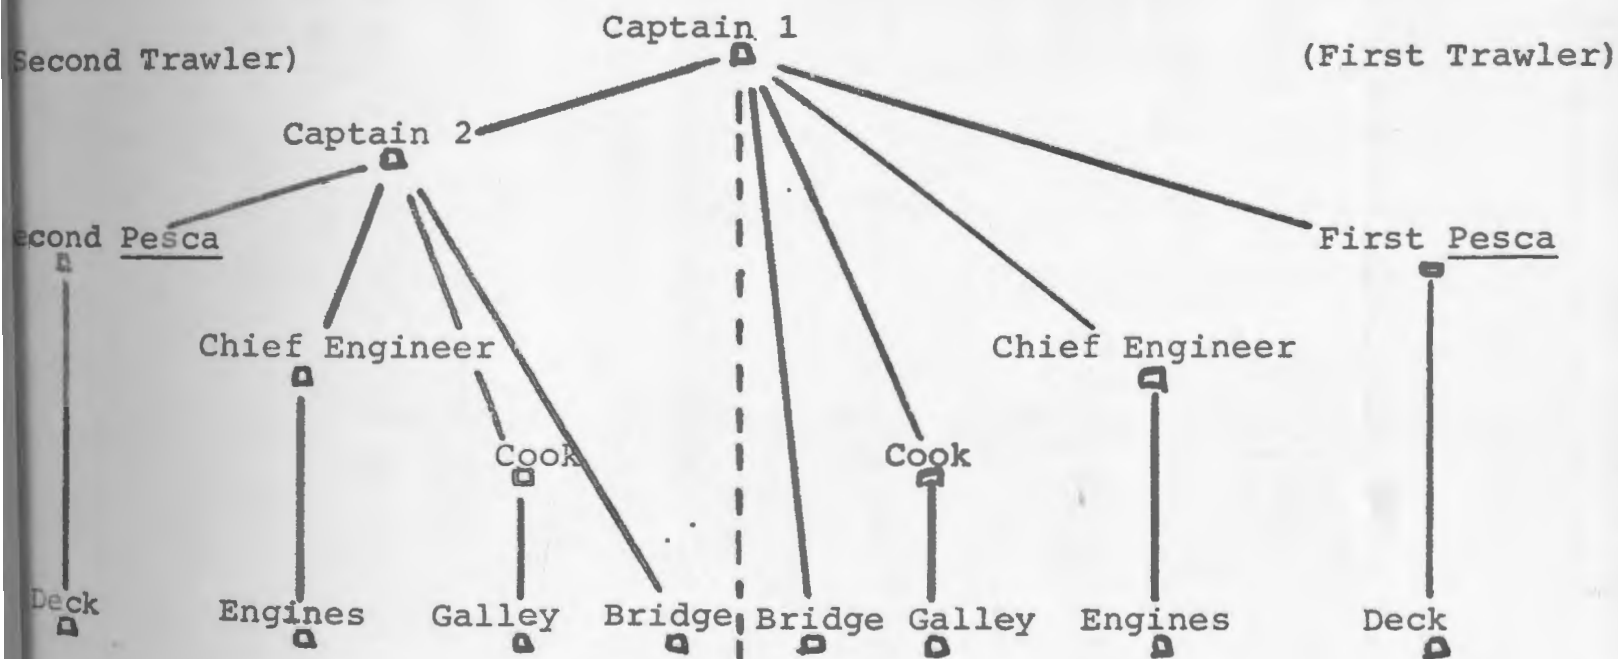 Captain 1
Second Trawler) (First Trawler)
Captain 2
econd Pesca First Pesca
Chief Engineer Chief Engineer
Cook Cook
Deck Engines Galley Bridge Bridge Galley Engines Deck